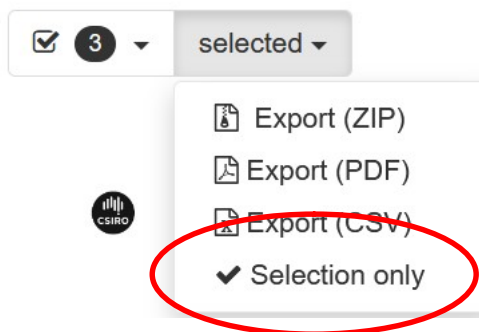 3 selected
Export (ZIP)
Export (PDF)
CSIRO
Export (CSV)
Selection only